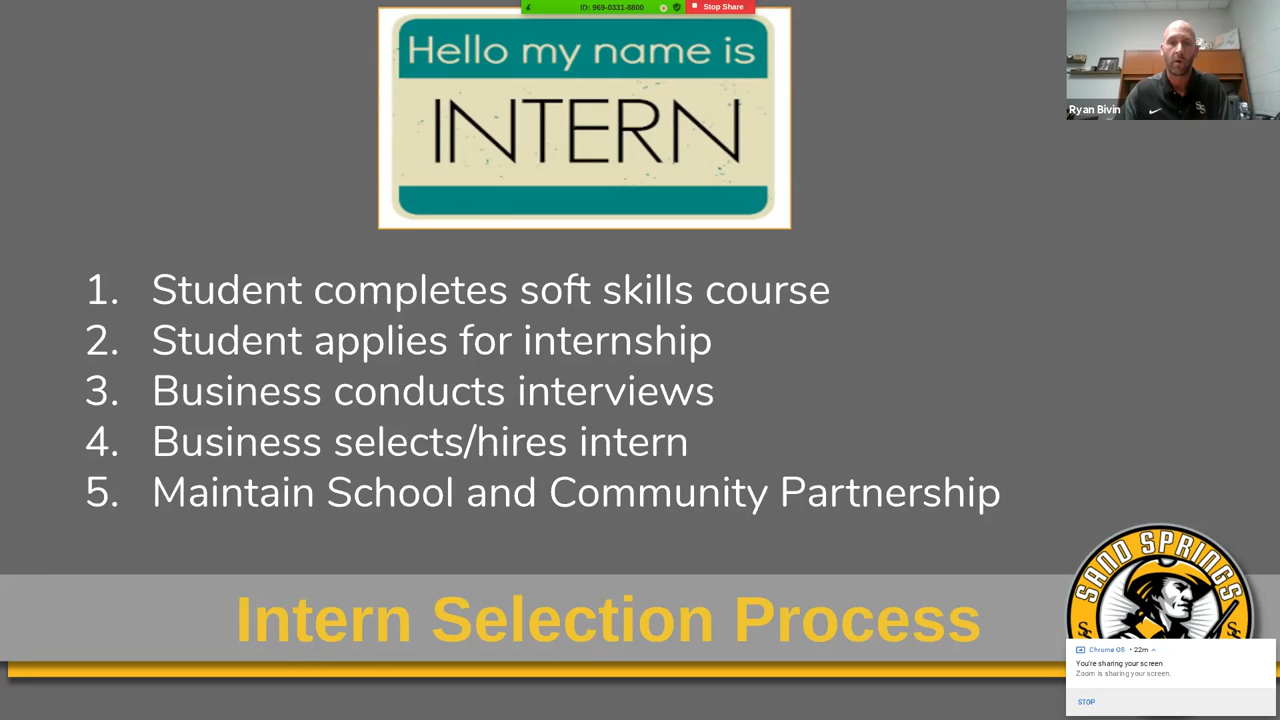 ID: 969-0331-8800
Stop Share
Hello my name is
INTERN
Ryan Bivin
1. Student completes soft skills course
2. Student applies for internship
3. Business conducts interviews
4. Business selects/hires intern
5. Maintain School and Community Partnership
SAND SPRINGS
Intern Selection Process
Chrome OS • 22m
You're sharing your screen
Zoom is sharing your screen.
STOP